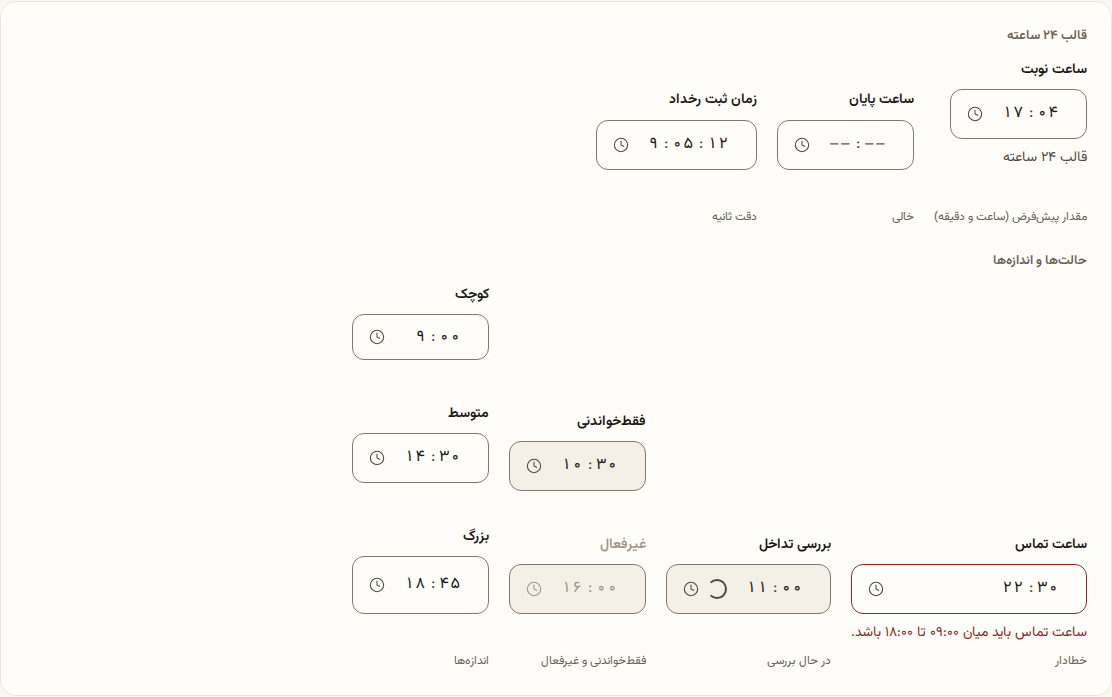 قالب ۲۴ ساعته
ساعت نوبت
۱۷:۰۴
قالب ۲۴ ساعته
مقدار پیش‌فرض (ساعت و دقیقه)
ساعت پایان
––:––
خالی
زمان ثبت رخداد
۹:۰۵:۱۲
دقت ثانیه
حالت‌ها و اندازه‌ها
ساعت تماس
۲۲:۳۰
ساعت تماس باید میان ۰۹:۰۰ تا ۱۸:۰۰ باشد.
خطادار
بررسی تداخل
۱۱:۰۰
در حال بررسی
فقط‌خواندنی
۱۰:۳۰
غیرفعال
۱۶:۰۰
فقط‌خواندنی و غیرفعال
کوچک
۹:۰۰
متوسط
۱۴:۳۰
بزرگ
۱۸:۴۵
اندازه‌ها